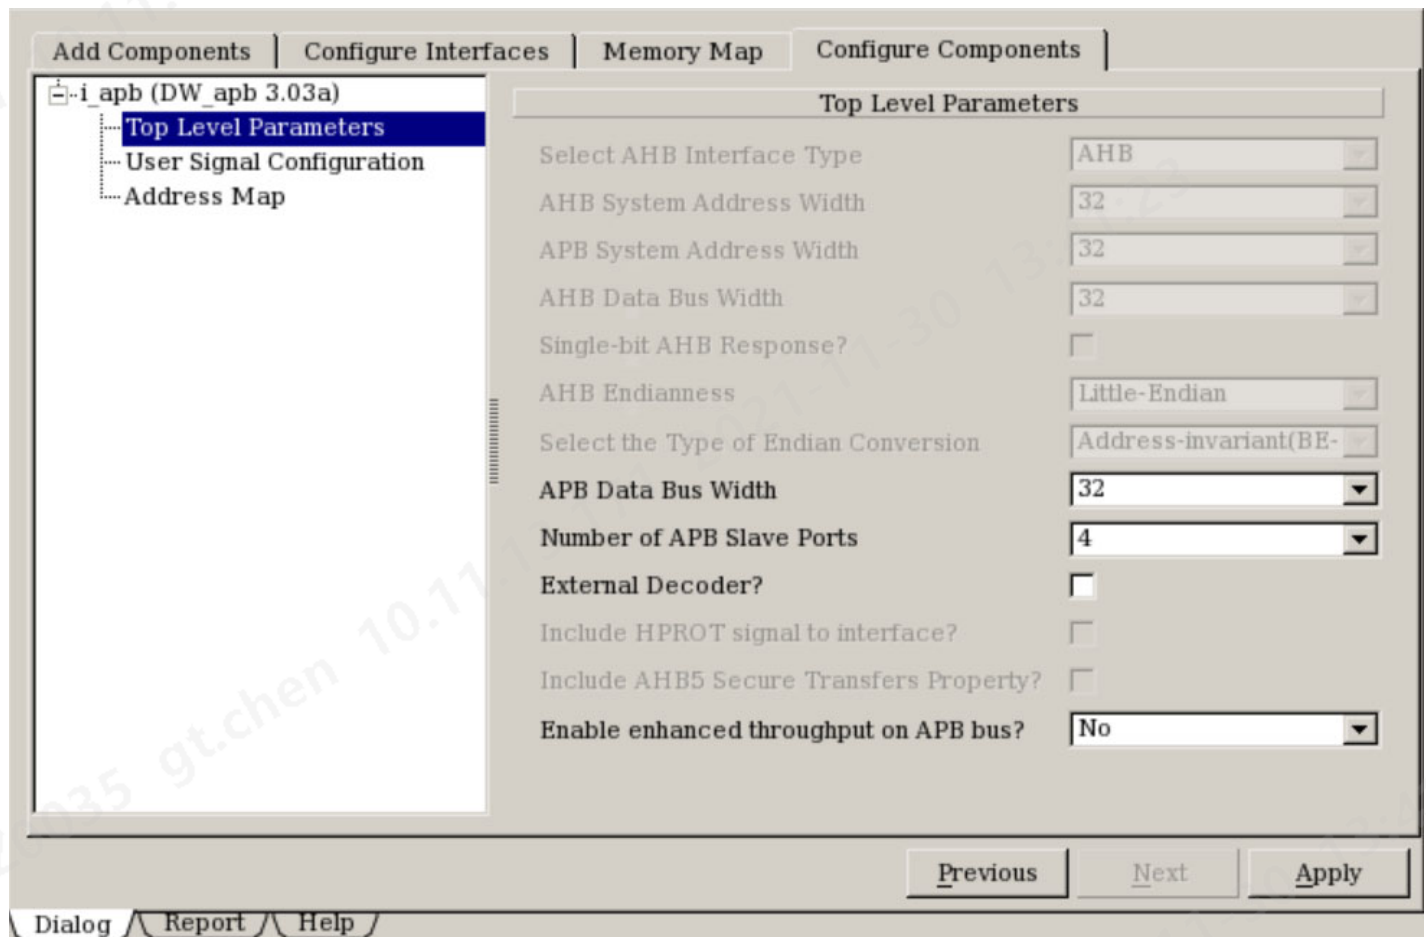 Add Components Configure Interfaces Memory Map Configure Components
i_apb (DW_apb 3.03a)
Top Level Parameters
User Signal Configuration
Address Map
Top Level Parameters
Select AHB Interface Type AHB
AHB System Address Width 32
APB System Address Width 32
AHB Data Bus Width 32
Single-bit AHB Response?
AHB Endianness Little-Endian
Select the Type of Endian Conversion Address-invariant(BE-
APB Data Bus Width 32
Number of APB Slave Ports 4
External Decoder?
Include HPROT signal to interface?
Include AHB5 Secure Transfers Property?
Enable enhanced throughput on APB bus? No
Previous Next Apply
Dialog Report Help
gt.chen